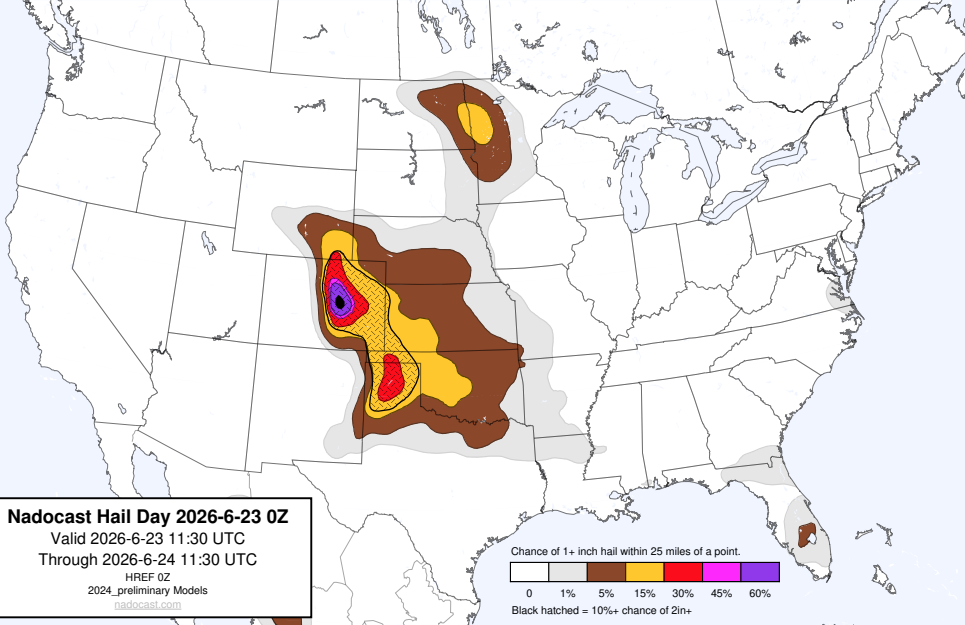 Nadocast Hail Day 2026-6-23 0Z
Valid 2026-6-23 11:30 UTC
Through 2026-6-24 11:30 UTC
HREF 0Z
2024_preliminary Models
nadocast.com
Chance of 1+ inch hail within 25 miles of a point.
0 1% 5% 15% 30% 45% 60%
Black hatched = 10%+ chance of 2in+